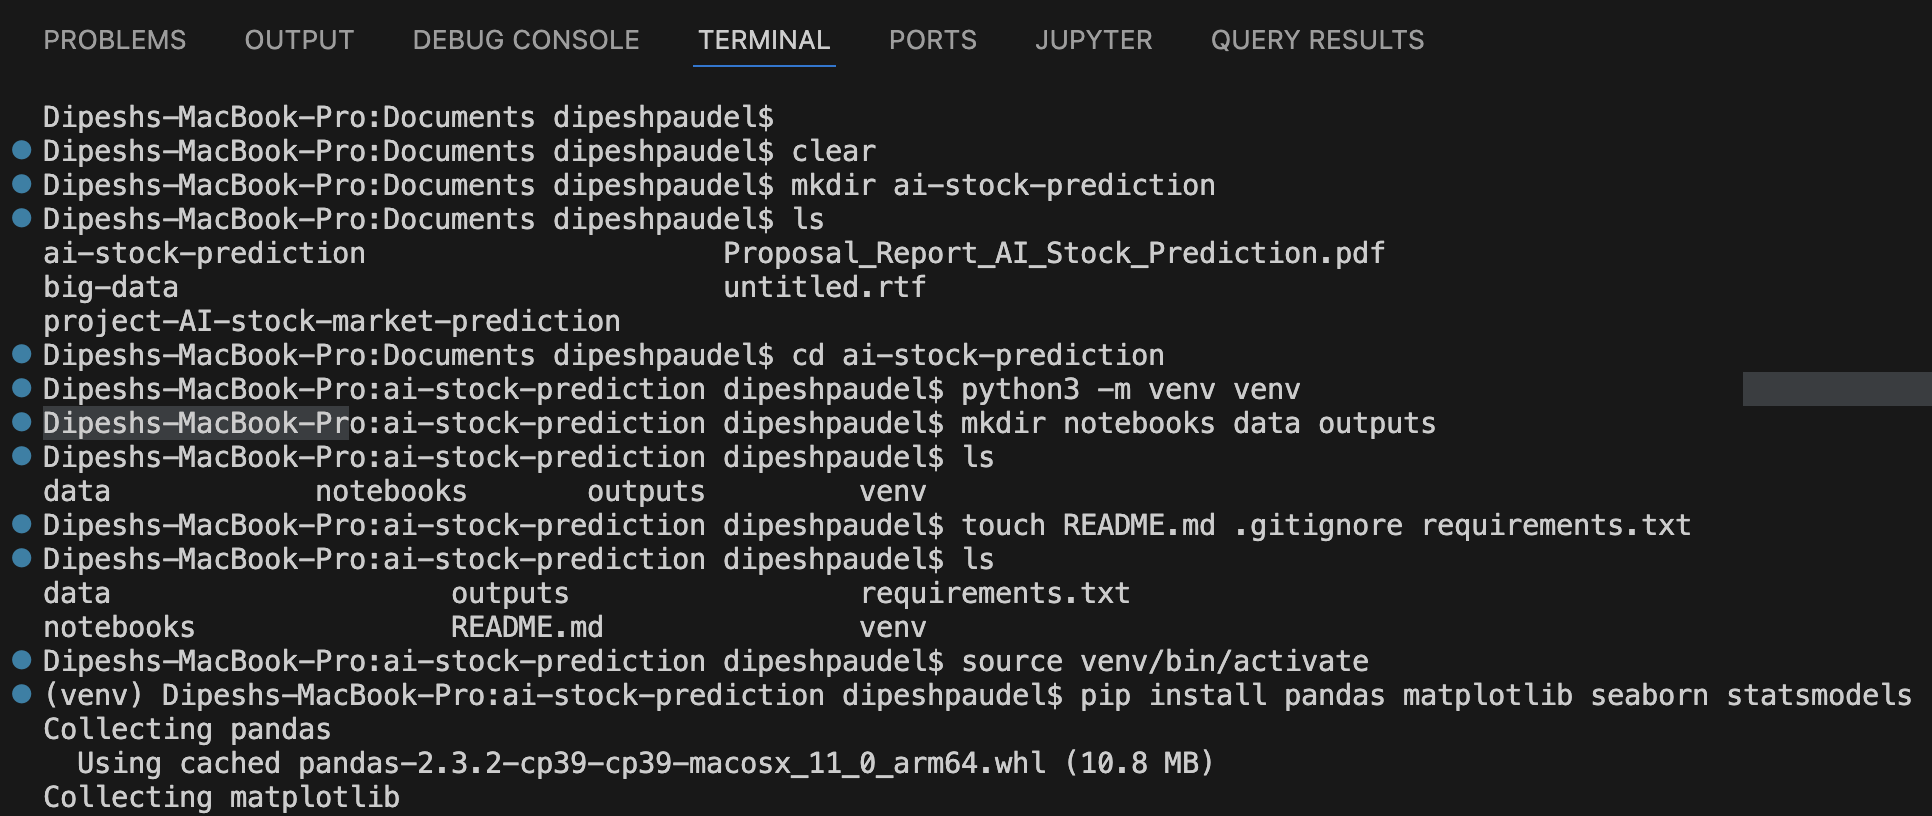 PROBLEMS OUTPUT DEBUG CONSOLE TERMINAL PORTS JUPYTER QUERY RESULTS
Dipeshs-MacBook-Pro:Documents dipeshpaudel$
Dipeshs-MacBook-Pro:Documents dipeshpaudel$ clear
Dipeshs-MacBook-Pro:Documents dipeshpaudel$ mkdir ai-stock-prediction
Dipeshs-MacBook-Pro:Documents dipeshpaudel$ ls
ai-stock-prediction Proposal_Report_AI_Stock_Prediction.pdf
big-data untitled.rtf
project-AI-stock-market-prediction
Dipeshs-MacBook-Pro:Documents dipeshpaudel$ cd ai-stock-prediction
Dipeshs-MacBook-Pro:ai-stock-prediction dipeshpaudel$ python3 -m venv venv
Dipeshs-MacBook-Pro:ai-stock-prediction dipeshpaudel$ mkdir notebooks data outputs
Dipeshs-MacBook-Pro:ai-stock-prediction dipeshpaudel$ ls
data notebooks outputs venv
Dipeshs-MacBook-Pro:ai-stock-prediction dipeshpaudel$ touch README.md .gitignore requirements.txt
Dipeshs-MacBook-Pro:ai-stock-prediction dipeshpaudel$ ls
data outputs requirements.txt
notebooks README.md venv
Dipeshs-MacBook-Pro:ai-stock-prediction dipeshpaudel$ source venv/bin/activate
(venv) Dipeshs-MacBook-Pro:ai-stock-prediction dipeshpaudel$ pip install pandas matplotlib seaborn statsmodels
Collecting pandas
  Using cached pandas-2.3.2-cp39-cp39-macosx_11_0_arm64.whl (10.8 MB)
Collecting matplotlib